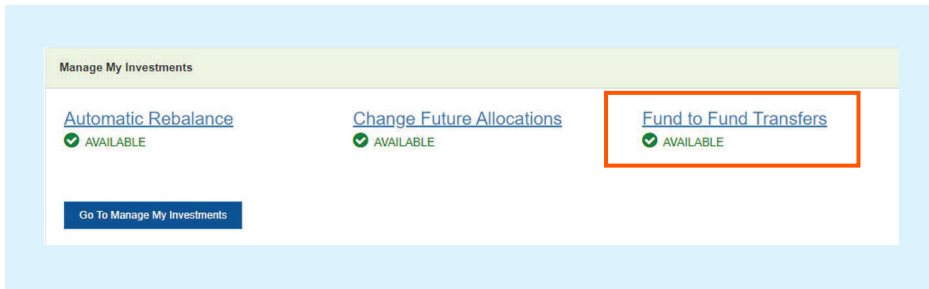 Manage My Investments
Automatic Rebalance
AVAILABLE
Change Future Allocations
AVAILABLE
Fund to Fund Transfers
AVAILABLE
Go To Manage My Investments